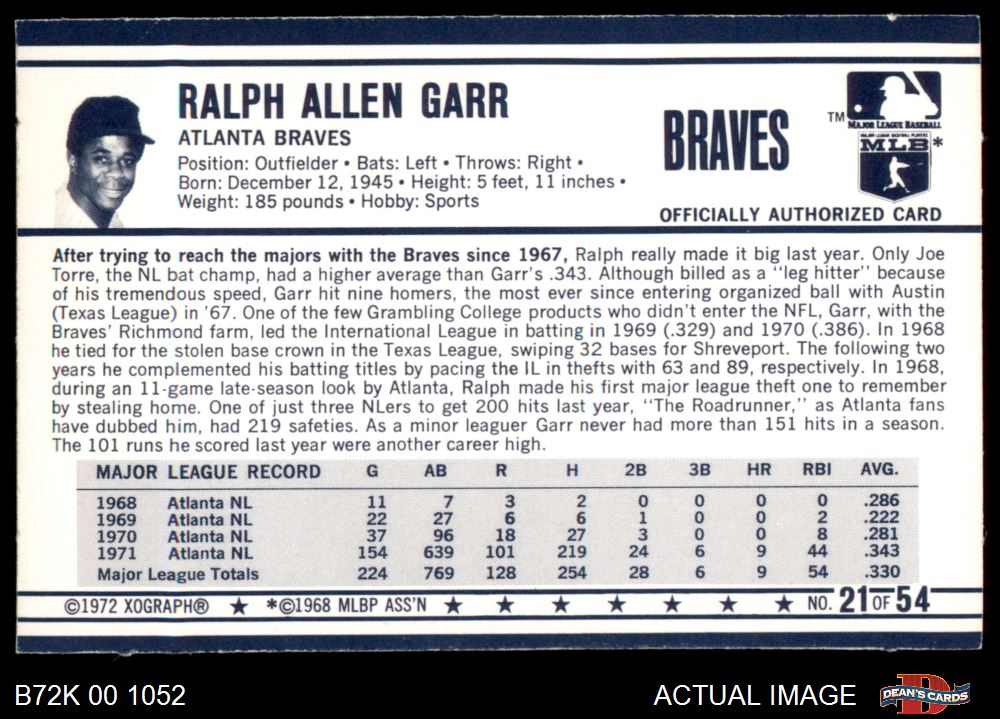 RALPH ALLEN GARR
ATLANTA BRAVES
Position: Outfielder • Bats: Left • Throws: Right •
Born: December 12, 1945 • Height: 5 feet, 11 inches •
Weight: 185 pounds • Hobby: Sports
BRAVES
TM
MAJOR LEAGUE BASEBALL
MAJOR LEAGUE BASEBALL PLAYERS
MLB*
OFFICIALLY AUTHORIZED CARD
After trying to reach the majors with the Braves since 1967, Ralph really made it big last year. Only Joe
Torre, the NL bat champ, had a higher average than Garr's .343. Although billed as a "leg hitter" because
of his tremendous speed, Garr hit nine homers, the most ever since entering organized ball with Austin
(Texas League) in '67. One of the few Grambling College products who didn't enter the NFL, Garr, with the
Braves' Richmond farm, led the International League in batting in 1969 (.329) and 1970 (.386). In 1968
he tied for the stolen base crown in the Texas League, swiping 32 bases for Shreveport. The following two
years he complemented his batting titles by pacing the IL in thefts with 63 and 89, respectively. In 1968,
during an 11-game late-season look by Atlanta, Ralph made his first major league theft one to remember
by stealing home. One of just three NLers to get 200 hits last year, "The Roadrunner," as Atlanta fans
have dubbed him, had 219 safeties. As a minor leaguer Garr never had more than 151 hits in a season.
The 101 runs he scored last year were another career high.
MAJOR LEAGUE RECORD G AB R H 2B 3B HR RBI AVG.
1968 Atlanta NL 11 7 3 2 0 0 0 0 .286
1969 Atlanta NL 22 27 6 6 1 0 0 2 .222
1970 Atlanta NL 37 96 18 27 3 0 0 8 .281
1971 Atlanta NL 154 639 101 219 24 6 9 44 .343
Major League Totals 224 769 128 254 28 6 9 54 .330
©1972 XOGRAPH® ★ *©1968 MLBP ASS'N ★ ★ ★ ★ ★ ★ ★ NO. 21 OF 54
B72K 00 1052
ACTUAL IMAGE
DEAN'S CARDS